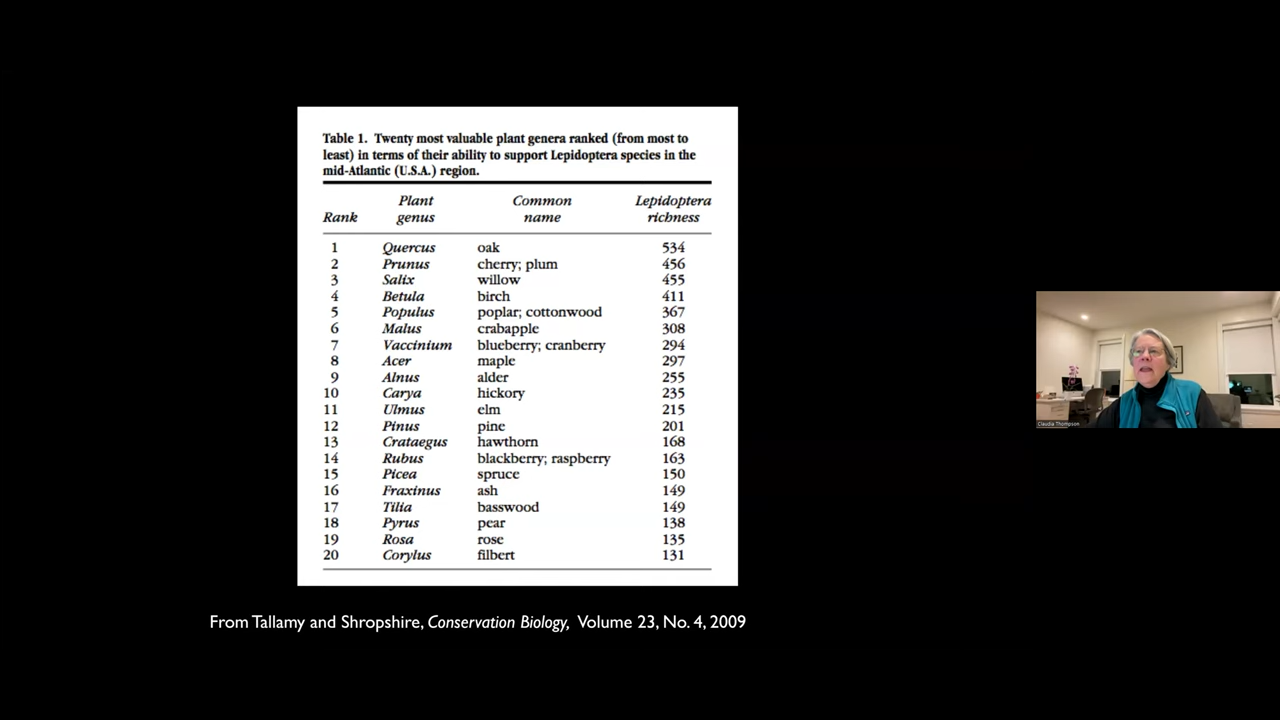 Table 1. Twenty most valuable plant genera ranked (from most to
least) in terms of their ability to support Lepidoptera species in the
mid-Atlantic (U.S.A.) region.
Rank Plant genus Common name Lepidoptera richness
1 Quercus oak 534
2 Prunus cherry; plum 456
3 Salix willow 455
4 Betula birch 411
5 Populus poplar; cottonwood 367
6 Malus crabapple 308
7 Vaccinium blueberry; cranberry 294
8 Acer maple 297
9 Alnus alder 255
10 Carya hickory 235
11 Ulmus elm 215
12 Pinus pine 201
13 Crataegus hawthorn 168
14 Rubus blackberry; raspberry 163
15 Picea spruce 150
16 Fraxinus ash 149
17 Tilia basswood 149
18 Pyrus pear 138
19 Rosa rose 135
20 Corylus filbert 131
From Tallamy and Shropshire, Conservation Biology, Volume 23, No. 4, 2009
Claudia Thompson